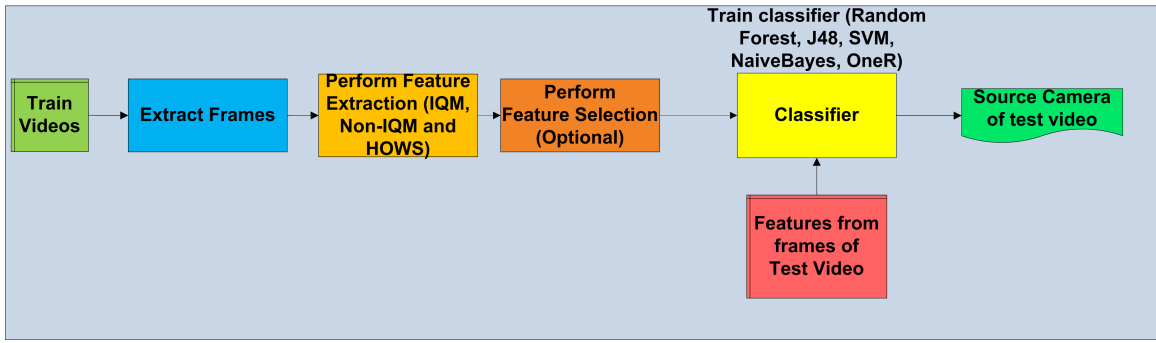 Train
Videos
Extract Frames
Perform Feature
Extraction (IQM,
Non-IQM and
HOWS)
Perform
Feature Selection
(Optional)
Train classifier (Random
Forest, J48, SVM,
NaiveBayes, OneR)
Classifier
Source Camera
of test video
Features from
frames of
Test Video